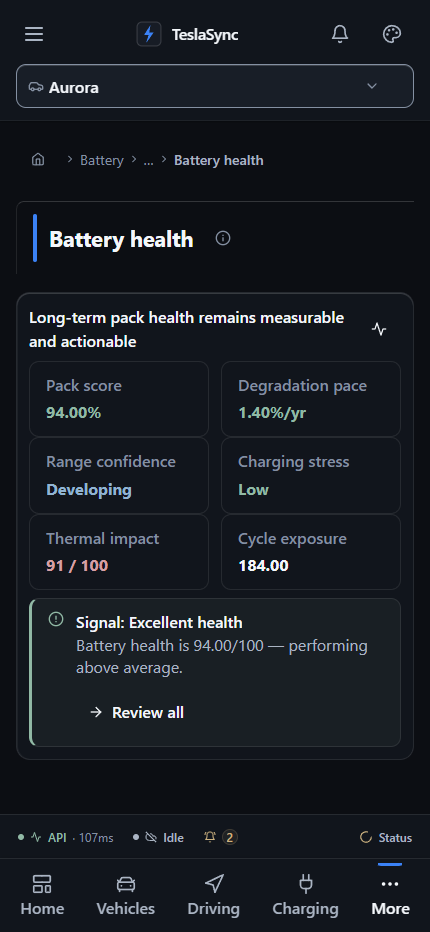 TeslaSync
Aurora
Battery
...
Battery health
Battery health
Long-term pack health remains measurable
and actionable
Pack score
94.00%
Degradation pace
1.40%/yr
Range confidence
Developing
Charging stress
Low
Thermal impact
91 / 100
Cycle exposure
184.00
Signal: Excellent health
Battery health is 94.00/100 — performing
above average.
Review all
API · 107ms
Idle
2
Status
Home
Vehicles
Driving
Charging
More